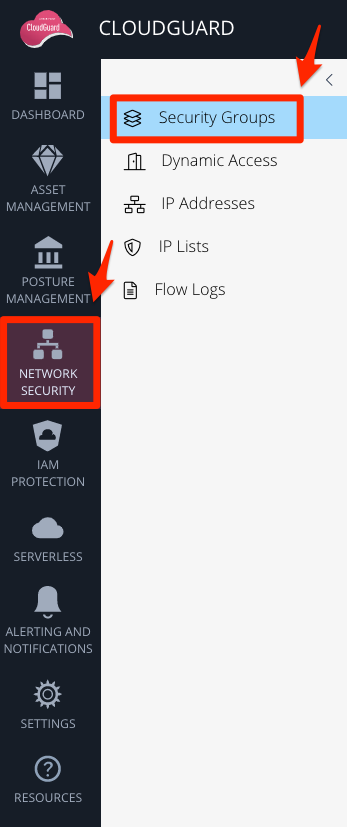 CloudGuard
CLOUDGUARD
DASHBOARD
ASSET
MANAGEMENT
POSTURE
MANAGEMENT
NETWORK
SECURITY
IAM
PROTECTION
SERVERLESS
ALERTING AND
NOTIFICATIONS
SETTINGS
RESOURCES
Security Groups
Dynamic Access
IP Addresses
IP Lists
Flow Logs